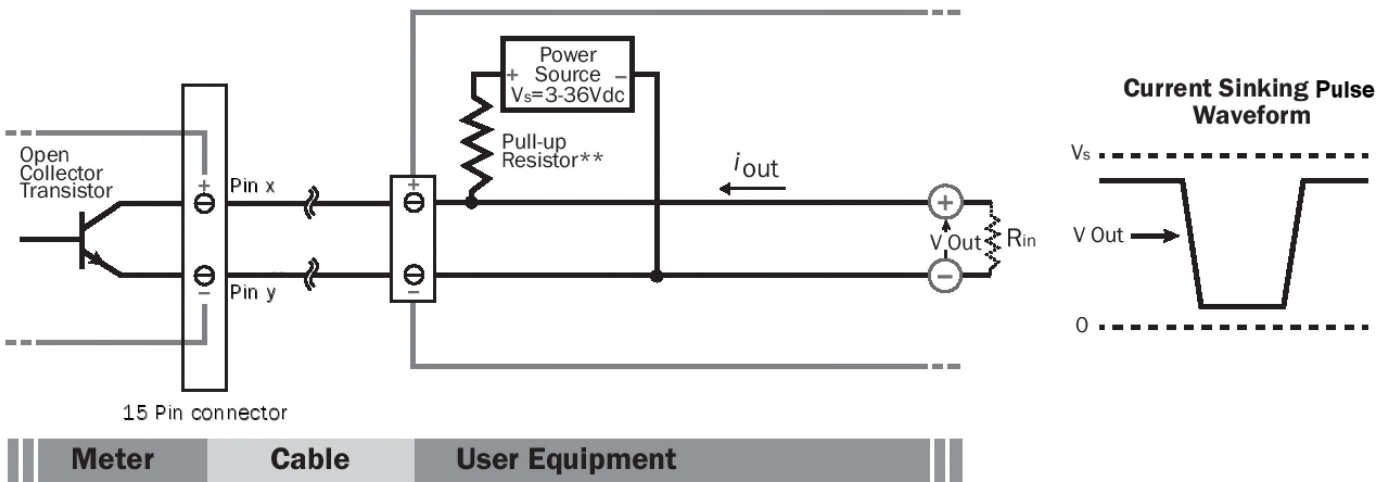 Power
+ Source −
Vs=3-36Vdc
Current Sinking Pulse
Waveform
Open
Collector
Transistor
Pull-up
Resistor**
Vs
+
Pin x
+
iout
+
V Out
Rin
V Out
−
Pin y
−
−
0
15 Pin connector
Meter
Cable
User Equipment